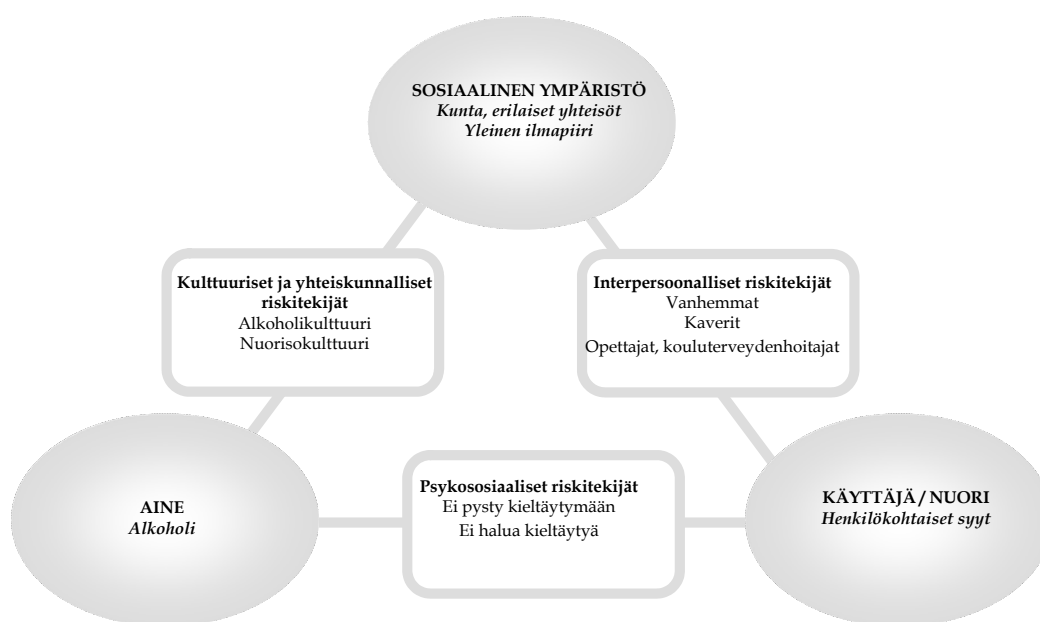 SOSIAALINEN YMPÄRISTÖ
Kunta, erilaiset yhteisöt
Yleinen ilmapiiri
Kulttuuriset ja yhteiskunnalliset
riskitekijät
Alkoholikulttuuri
Nuorisokulttuuri
Interpersoonalliset riskitekijät
Vanhemmat
Kaverit
Opettajat, kouluterveydenhoitajat
AINE
Alkoholi
Psykososiaaliset riskitekijät
Ei pysty kieltäytymään
Ei halua kieltäytyä
KÄYTTÄJÄ / NUORI
Henkilökohtaiset syyt